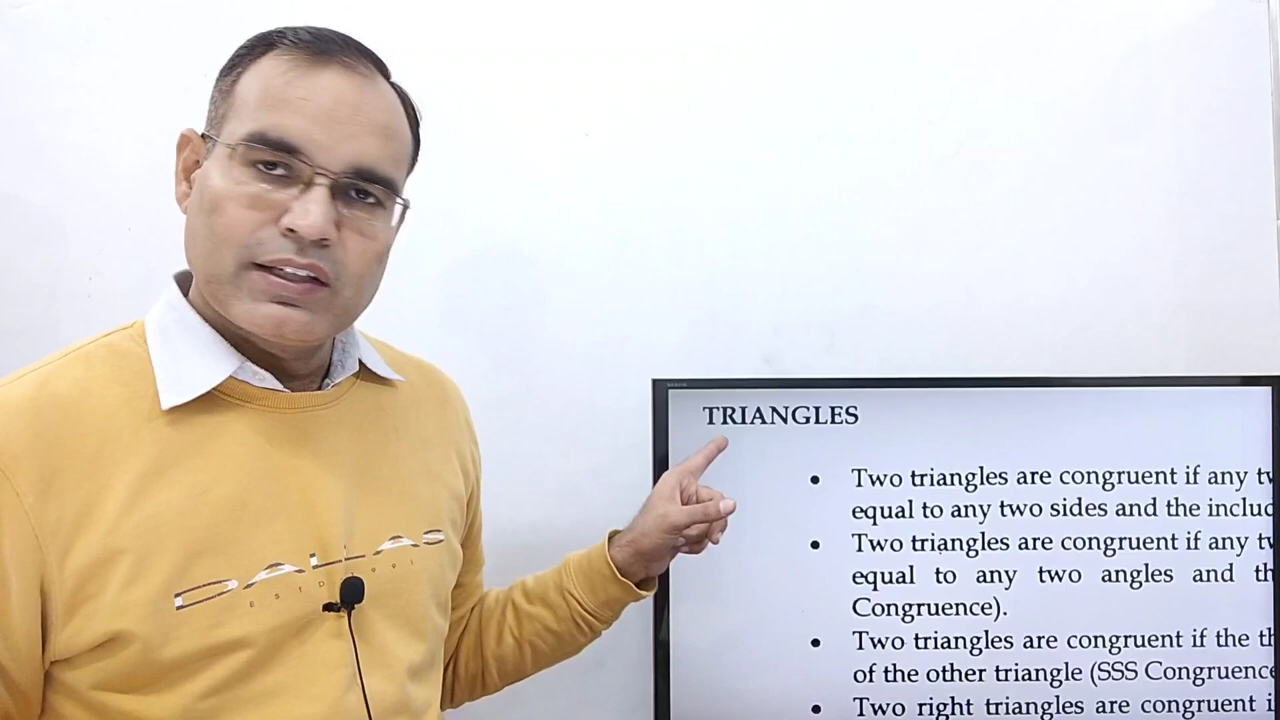 DALLAS
ESTD 1991
TRIANGLES
• Two triangles are congruent if any
equal to any two sides and the
• Two triangles are congruent if any
equal to any two angles and
Congruence).
• Two triangles are congruent if the
of the other triangle (SSS Congruence
• Two right triangles are congruent